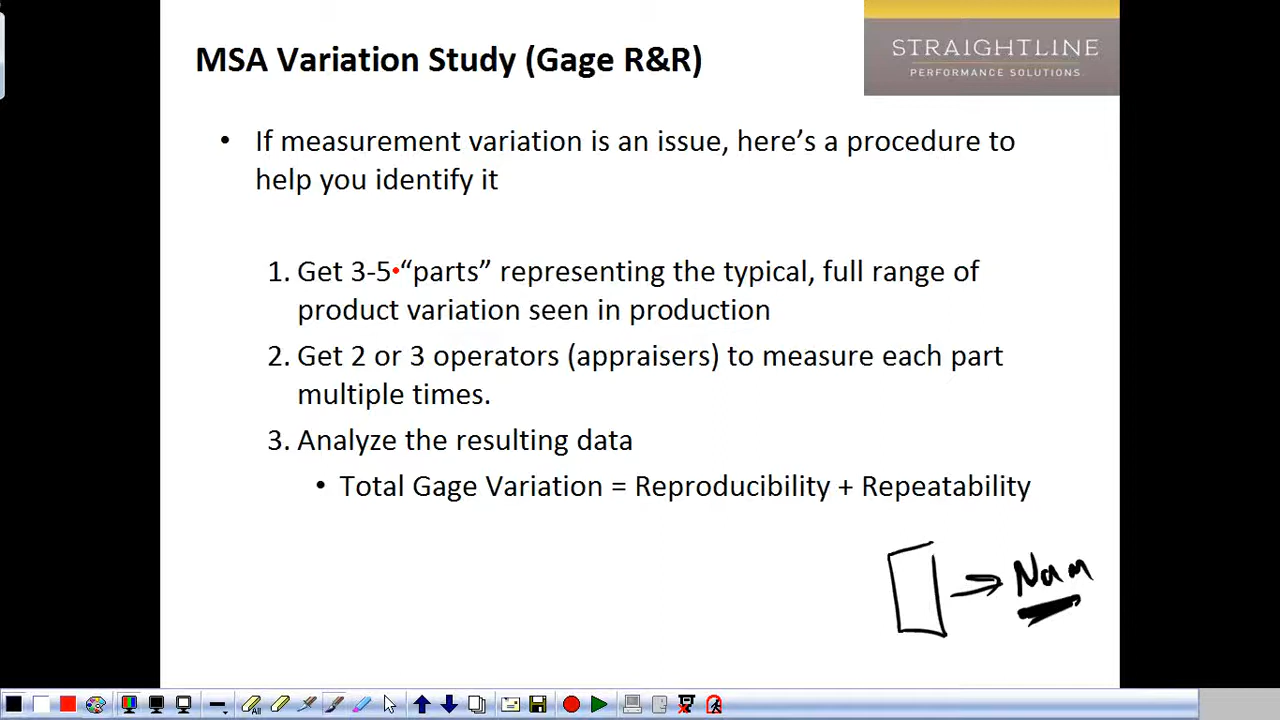 MSA Variation Study (Gage R&R)
STRAIGHTLINE
PERFORMANCE SOLUTIONS
• If measurement variation is an issue, here’s a procedure to
help you identify it
1. Get 3-5 “parts” representing the typical, full range of
product variation seen in production
2. Get 2 or 3 operators (appraisers) to measure each part
multiple times.
3. Analyze the resulting data
• Total Gage Variation = Reproducibility + Repeatability
Nam
All